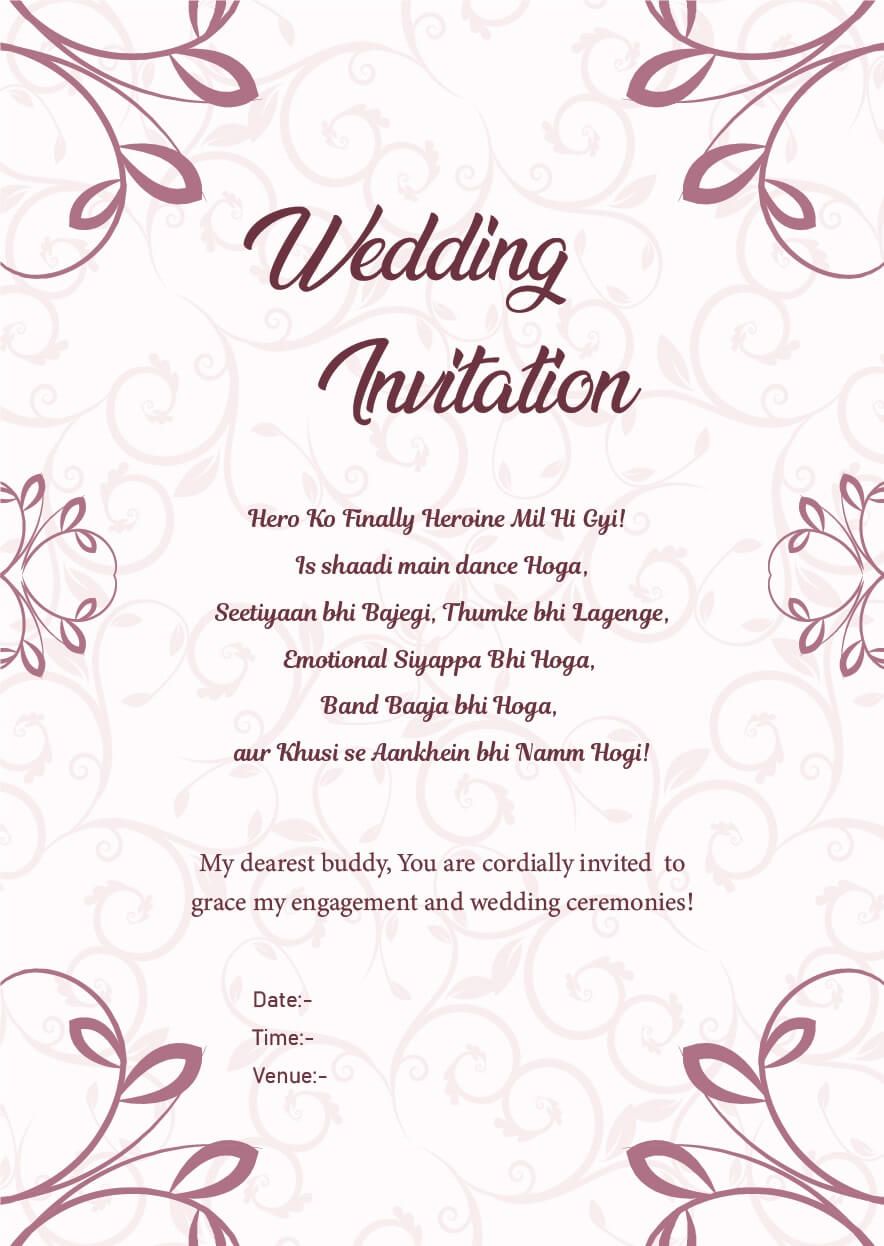 Wedding
Invitation
Hero Ko Finally Heroine Mil Hi Gyi!
Is shaadi main dance Hoga,
Seetiyaan bhi Bajegi, Thumke bhi Lagenge,
Emotional Siyappa Bhi Hoga,
Band Baaja bhi Hoga,
aur Khusi se Aankhein bhi Namm Hogi!
My dearest buddy, You are cordially invited to
grace my engagement and wedding ceremonies!
Date:-
Time:-
Venue:-